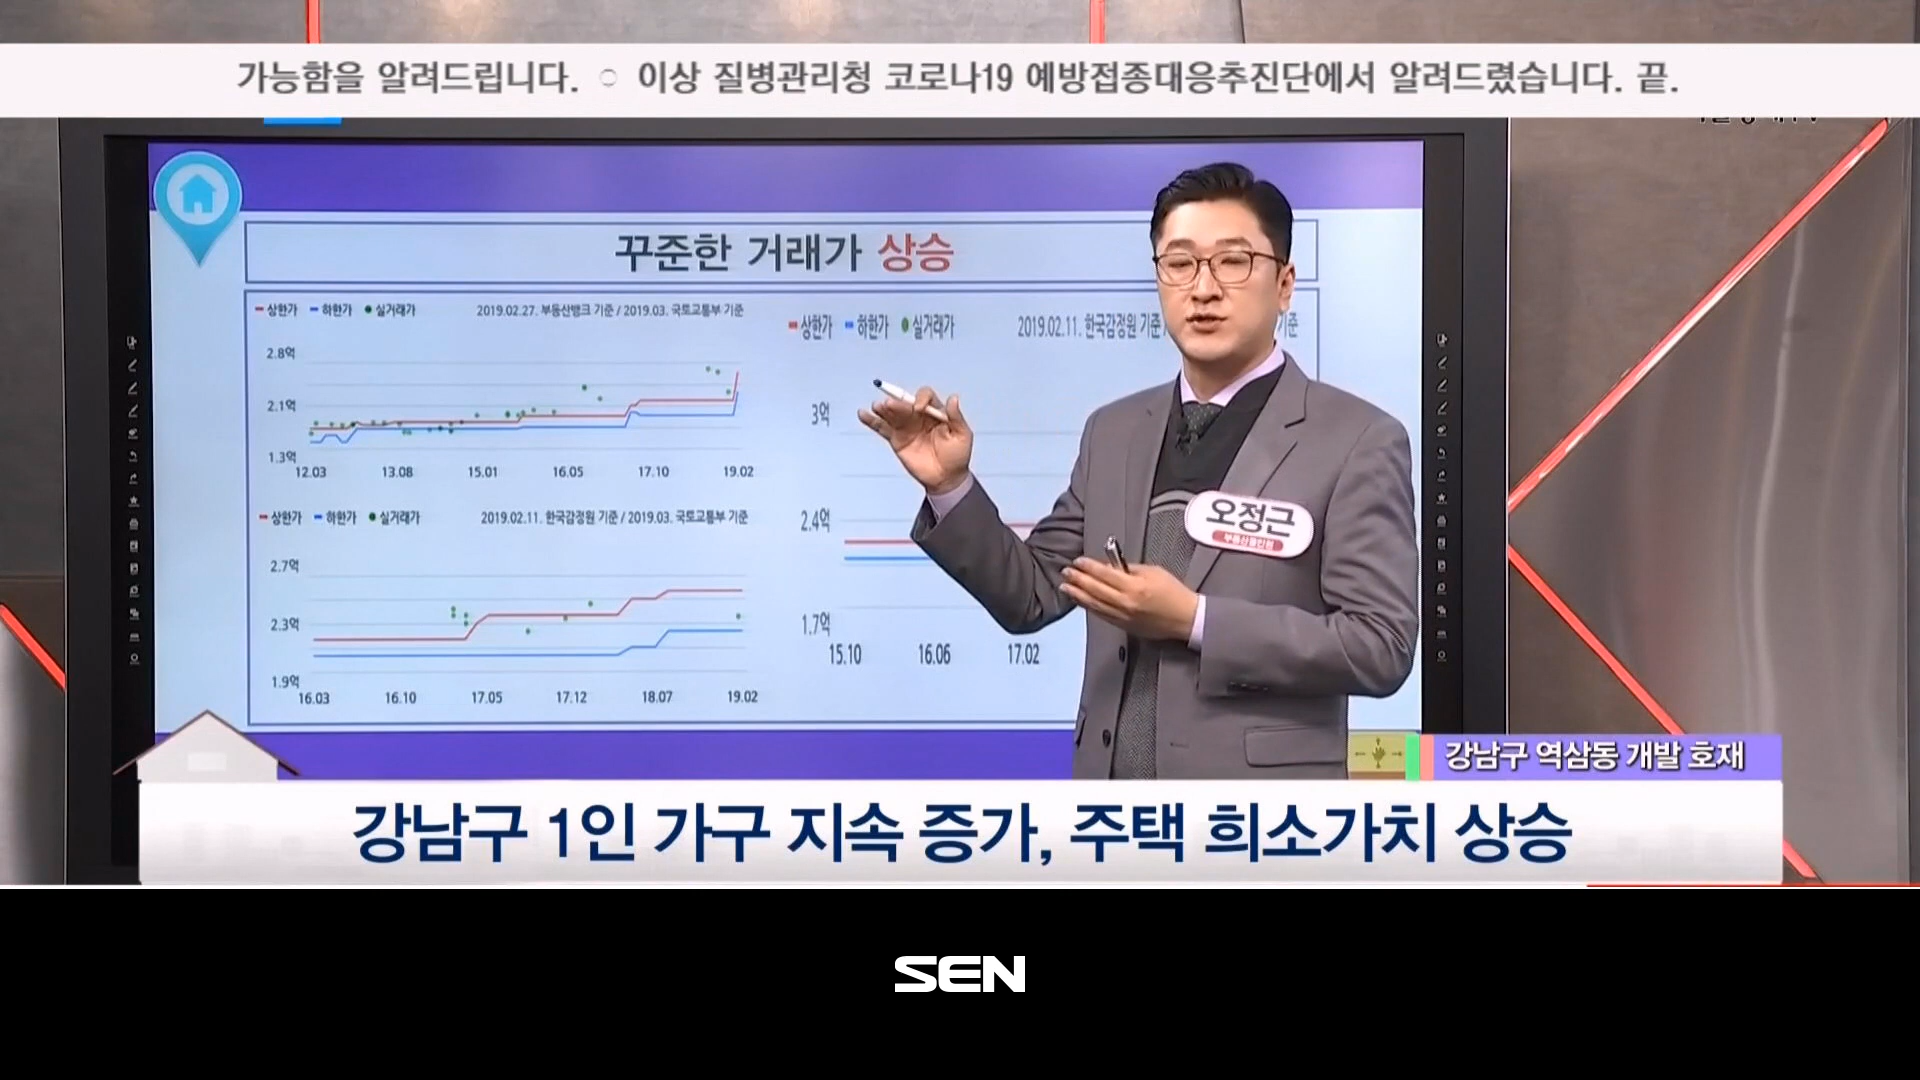 가능함을 알려드립니다. ○ 이상 질병관리청 코로나19 예방접종대응추진단에서 알려드렸습니다. 끝.
꾸준한 거래가 상승
상한가 하한가 실거래가 2019.02.27. 부동산뱅크 기준 / 2019.03. 국토교통부 기준
2.8억
2.1억
1.3억
12.03 13.08 15.01 16.05 17.10 19.02
상한가 하한가 실거래가 2019.02.11. 한국감정원 기준 / 2019.03. 국토교통부 기준
2.7억
2.3억
1.9억
16.03 16.10 17.05 17.12 18.07 19.02
상한가 하한가 실거래가 2019.02.11. 한국감정원 기준 / 기준
3억
2.4억
1.7억
15.10 16.06 17.02
오정근
강남구 역삼동 개발 호재
강남구 1인 가구 지속 증가, 주택 희소가치 상승
SEN